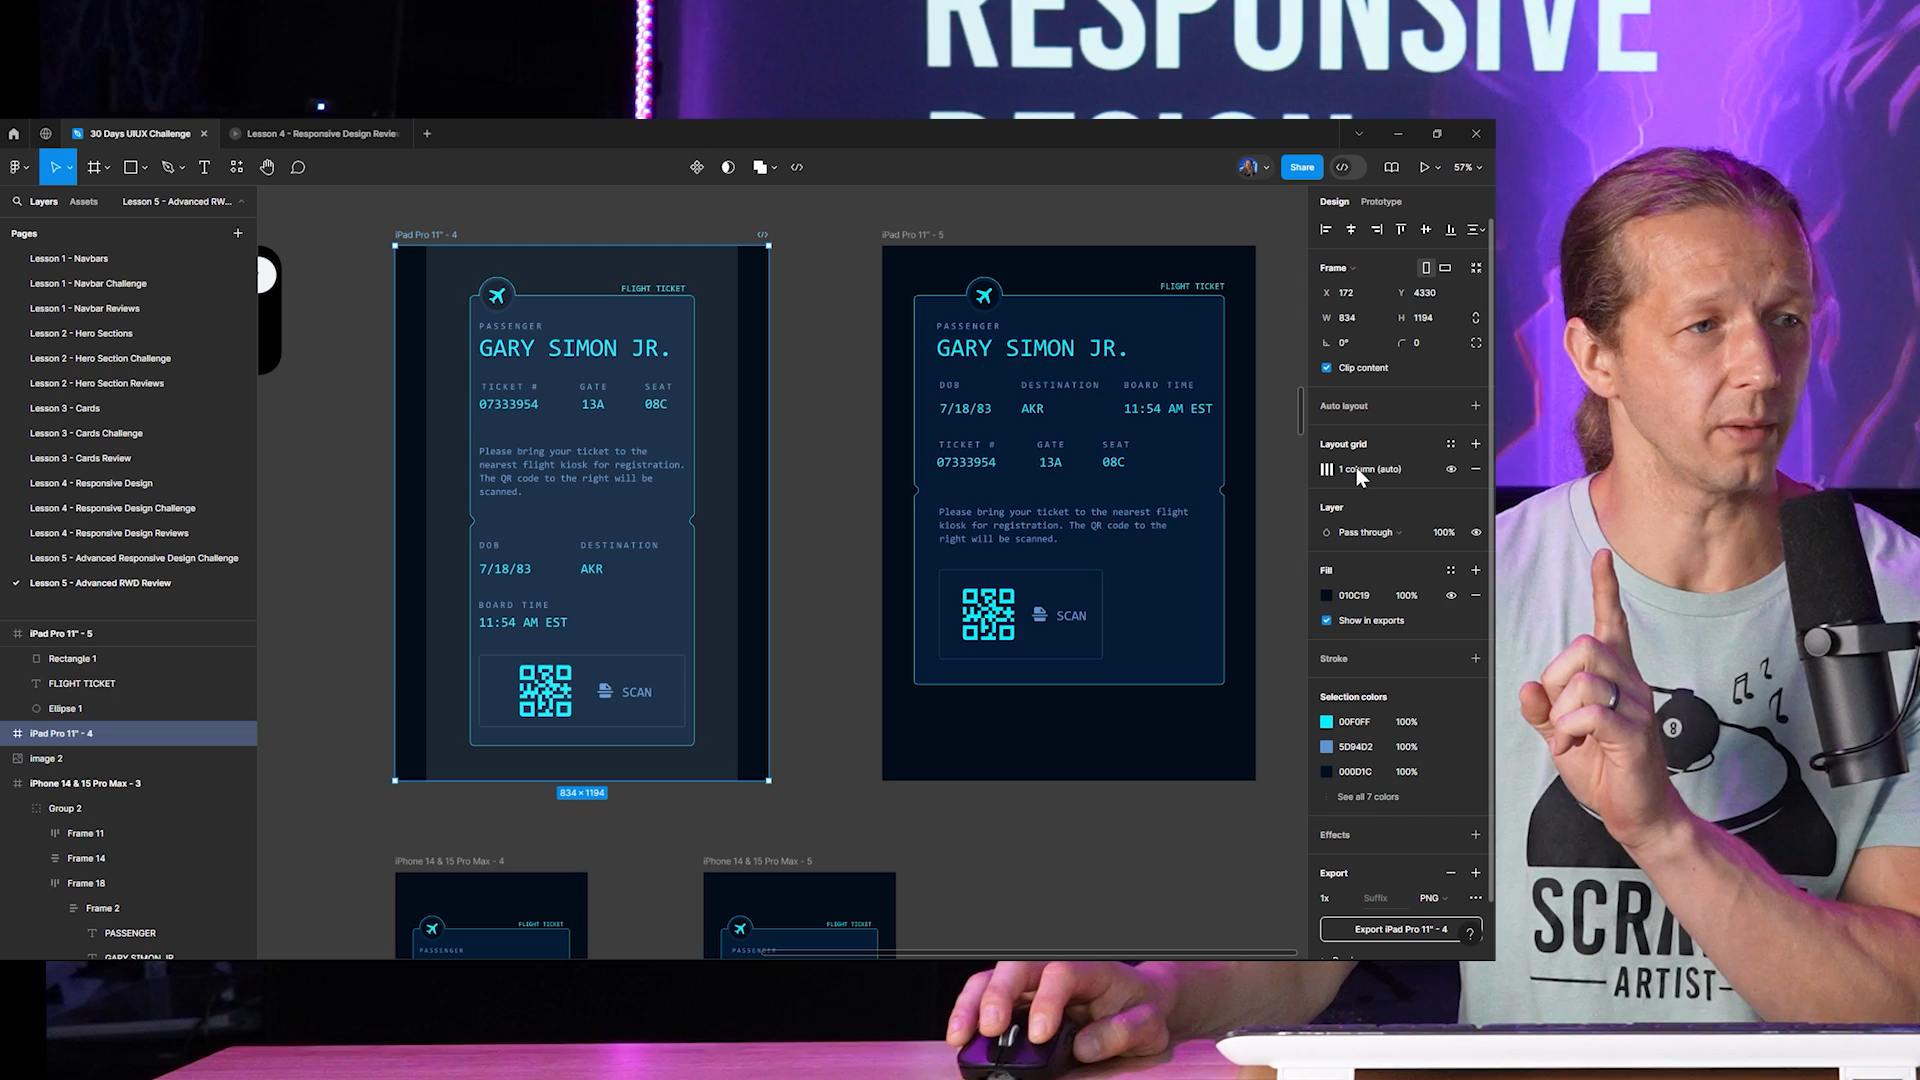 RESPONSIVE
DESIGN
30 Days UIUX Challenge
Lesson 4 - Responsive Design Revie
Share
57%
Layers
Assets
Lesson 5 - Advanced RW...
Pages
Lesson 1 - Navbars
Lesson 1 - Navbar Challenge
Lesson 1 - Navbar Reviews
Lesson 2 - Hero Sections
Lesson 2 - Hero Section Challenge
Lesson 2 - Hero Section Reviews
Lesson 3 - Cards
Lesson 3 - Cards Challenge
Lesson 3 - Cards Review
Lesson 4 - Responsive Design
Lesson 4 - Responsive Design Challenge
Lesson 4 - Responsive Design Reviews
Lesson 5 - Advanced Responsive Design Challenge
Lesson 5 - Advanced RWD Review
iPad Pro 11" - 5
Rectangle 1
FLIGHT TICKET
Ellipse 1
iPad Pro 11" - 4
image 2
iPhone 14 & 15 Pro Max - 3
Group 2
Frame 11
Frame 14
Frame 18
Frame 2
PASSENGER
GARY SIMON JR.
iPad Pro 11" - 4
FLIGHT TICKET
PASSENGER
GARY SIMON JR.
TICKET # GATE SEAT
07333954 13A 08C
Please bring your ticket to the
nearest flight kiosk for registration.
The QR code to the right will be
scanned.
DOB DESTINATION
7/18/83 AKR
BOARD TIME
11:54 AM EST
SCAN
834 × 1194
iPad Pro 11" - 5
FLIGHT TICKET
PASSENGER
GARY SIMON JR.
DOB DESTINATION BOARD TIME
7/18/83 AKR 11:54 AM EST
TICKET # GATE SEAT
07333954 13A 08C
Please bring your ticket to the nearest flight
kiosk for registration. The QR code to the
right will be scanned.
SCAN
iPhone 14 & 15 Pro Max - 4
FLIGHT TICKET
PASSENGER
iPhone 14 & 15 Pro Max - 5
FLIGHT TICKET
PASSENGER
Design
Prototype
Frame
X 172 Y 4330
W 834 H 1194
0° 0
Clip content
Auto layout
Layout grid
1 column (auto)
Layer
Pass through 100%
Fill
010C19 100%
Show in exports
Stroke
Selection colors
00F0FF 100%
5D94D2 100%
000D1C 100%
See all 7 colors
Effects
Export
1x Suffix PNG
Export iPad Pro 11" - 4
?
8
ARTIST